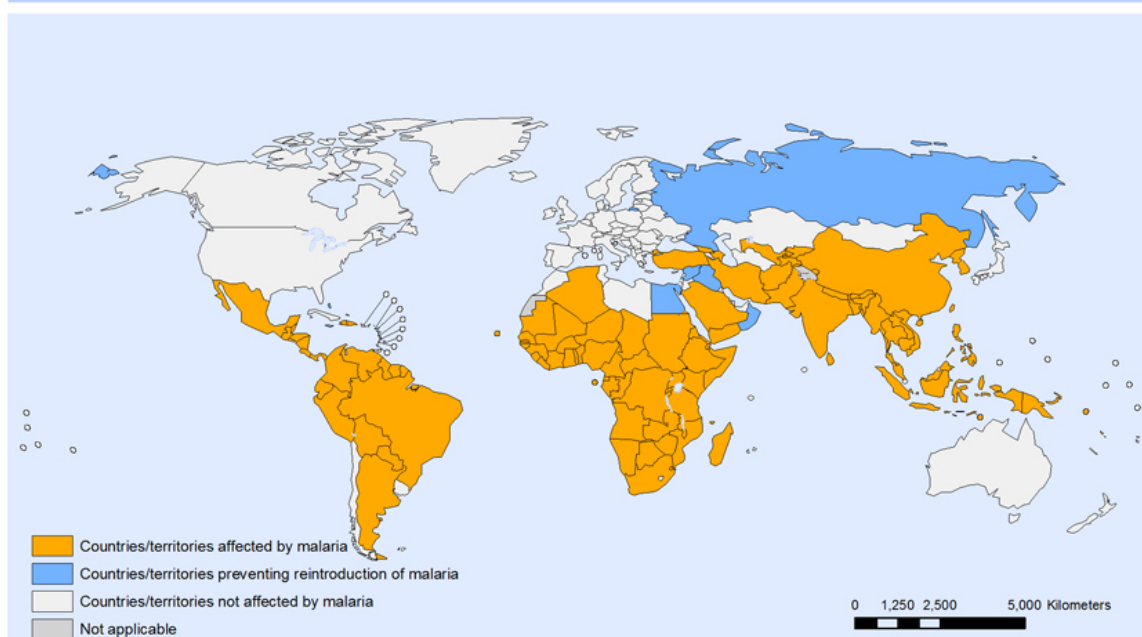 Countries/territories affected by malaria
Countries/territories preventing reintroduction of malaria
Countries/territories not affected by malaria
Not applicable
0 1,250 2,500 5,000 Kilometers